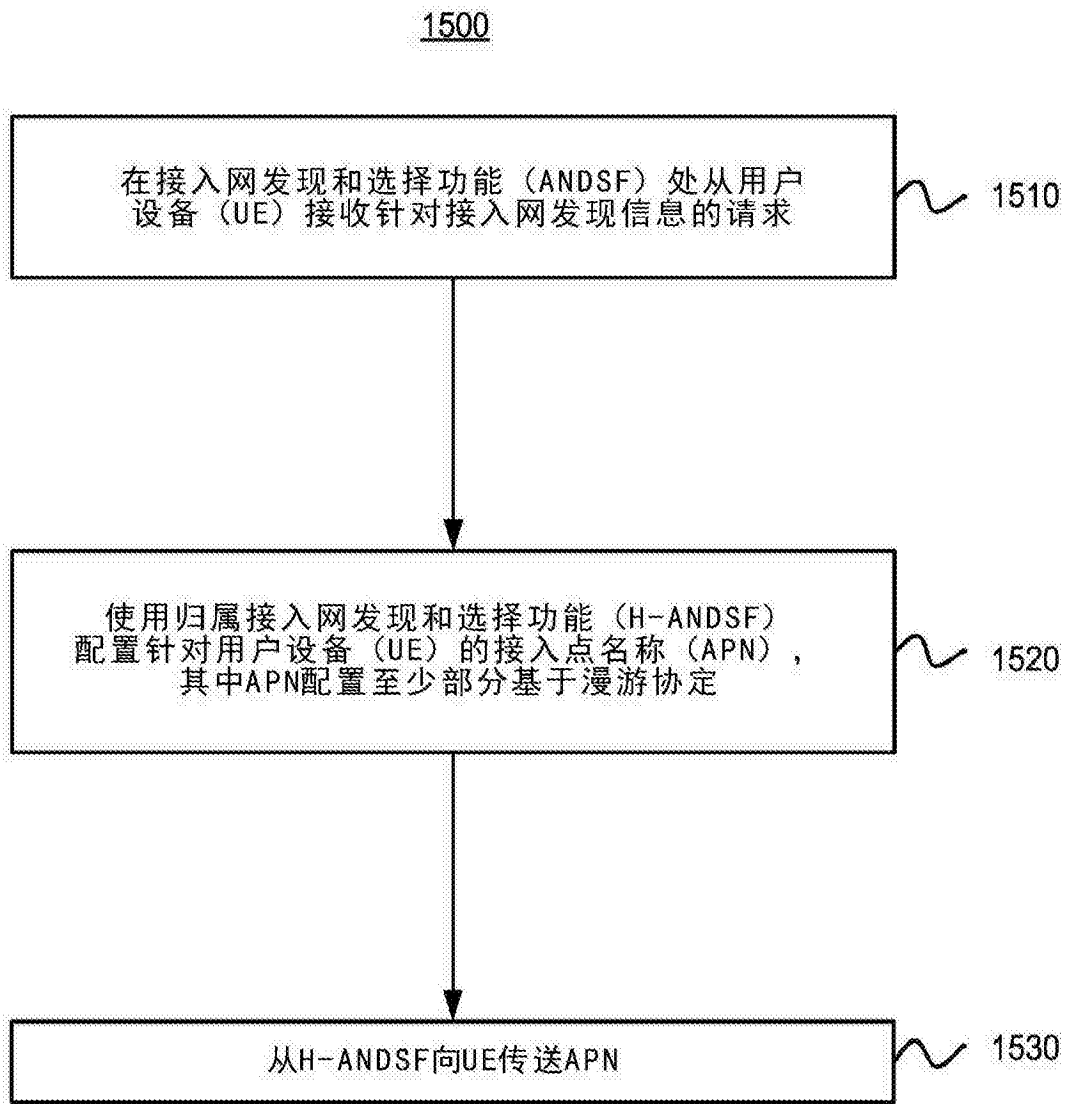 1500
在接入网发现和选择功能（ANDSF）处从用户
设备（UE）接收针对接入网发现信息的请求
1510
使用归属接入网发现和选择功能（H-ANDSF）
配置针对用户设备（UE）的接入点名称（APN），
其中APN配置至少部分基于漫游协定
1520
从H-ANDSF向UE传送APN
1530